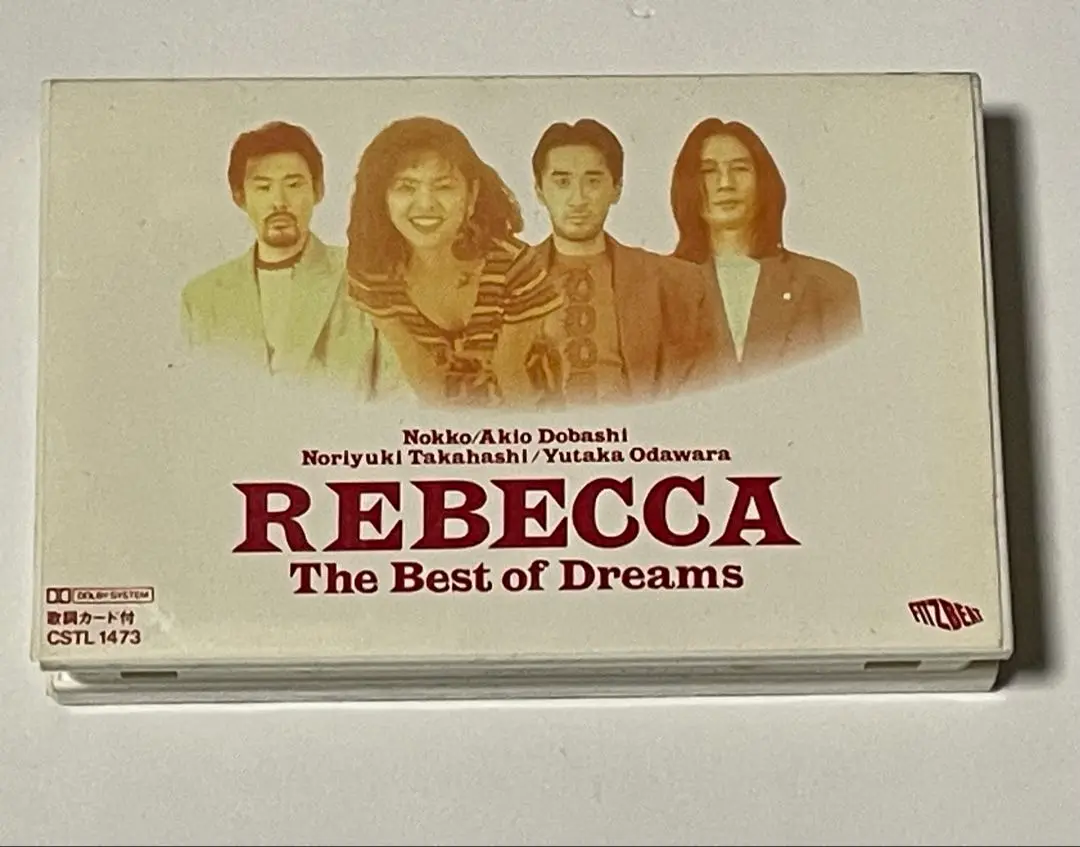 Nokko/Akio Dobashi
Noriyuki Takahashi/Yutaka Odawara
REBECCA
The Best of Dreams
DOLBY SYSTEM
歌詞カード付
CSTL 1473
FITZBEAT